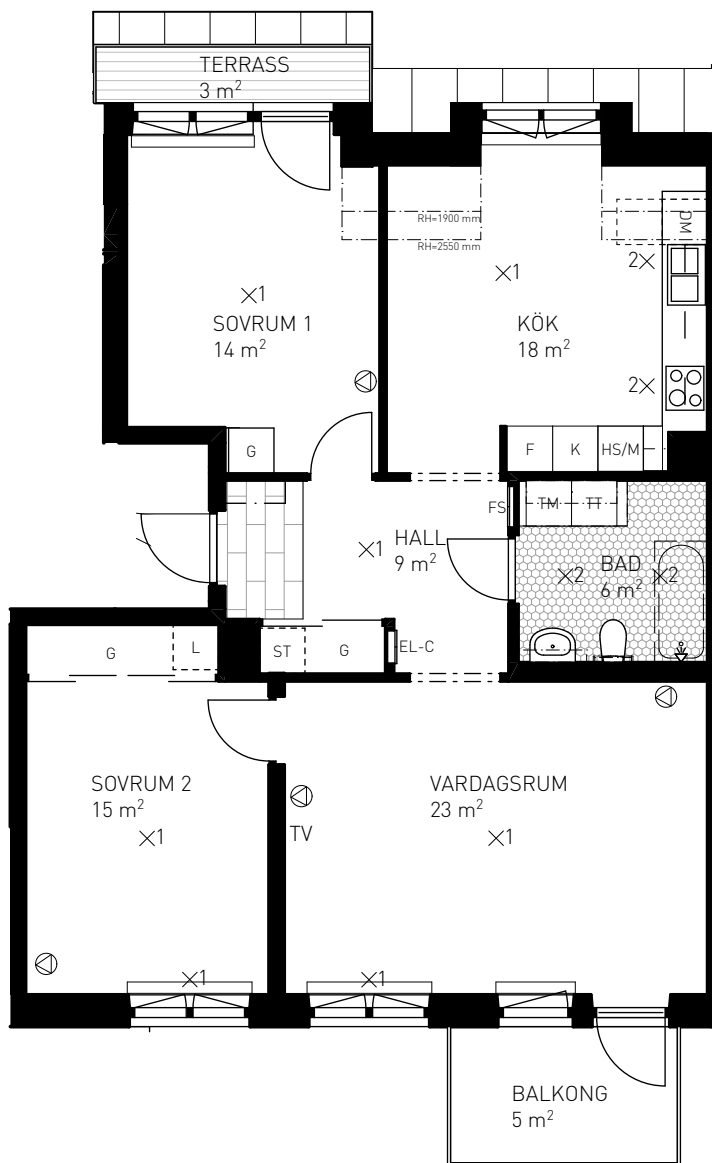 TERRASS
3 m²
RH=1900 mm
RH=2550 mm
DM
2
1
1
SOVRUM 1
14 m²
KÖK
18 m²
2
G
F
K
HS/M
FS
TM
TT
HALL
1
9 m²
BAD
2
2
6 m²
G
L
ST
G
EL-C
SOVRUM 2
15 m²
VARDAGSRUM
23 m²
TV
1
1
1
1
BALKONG
5 m²